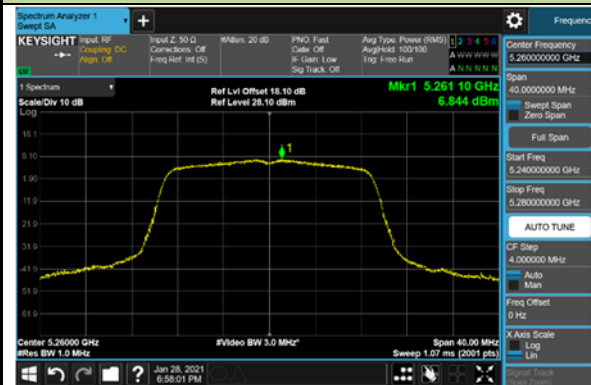 Spectrum Analyzer 1
Swept SA
+
Frequency
KEYSIGHT
Input: RF
Coupling: DC
Align: Off
Input Z: 50 Ω
Corrections: Off
Freq Ref: Int (S)
#Atten: 20 dB
PNO: Fast
Gate: Off
IF Gain: Low
Sig Track: Off
Avg Type: Power (RMS)
Avg|Hold: 100/100
Trig: Free Run
1 2 3 4 5 6
A W W W W W
A N N N N N
1 Spectrum
Scale/Div 10 dB
Log
Ref Lvl Offset 18.10 dB
Ref Level 28.10 dBm
Mkr1 5.261 10 GHz
6.844 dBm
18.1
8.10
1.90
11.9
21.9
31.9
41.9
51.9
61.9
1
Center 5.26000 GHz
#Res BW 1.0 MHz
#Video BW 3.0 MHz*
Span 40.00 MHz
Sweep 1.07 ms (2001 pts)
Center Frequency
5.260000000 GHz
Span
40.0000000 MHz
Swept Span
Zero Span
Full Span
Start Freq
5.240000000 GHz
Stop Freq
5.280000000 GHz
AUTO TUNE
CF Step
4.000000 MHz
Auto
Man
Freq Offset
0 Hz
X Axis Scale
Log
Lin
Signal Track
?
Jan 28, 2021
6:58:01 PM